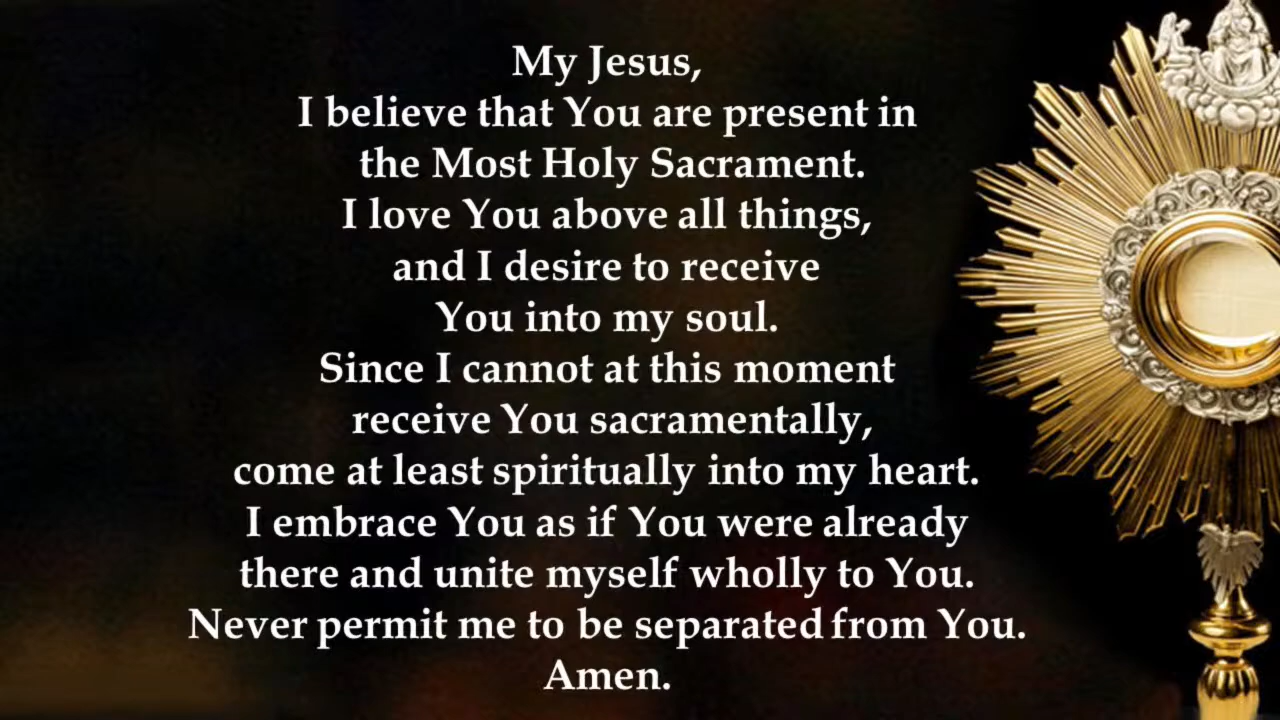 My Jesus,
I believe that You are present in
the Most Holy Sacrament.
I love You above all things,
and I desire to receive
You into my soul.
Since I cannot at this moment
receive You sacramentally,
come at least spiritually into my heart.
I embrace You as if You were already
there and unite myself wholly to You.
Never permit me to be separated from You.
Amen.